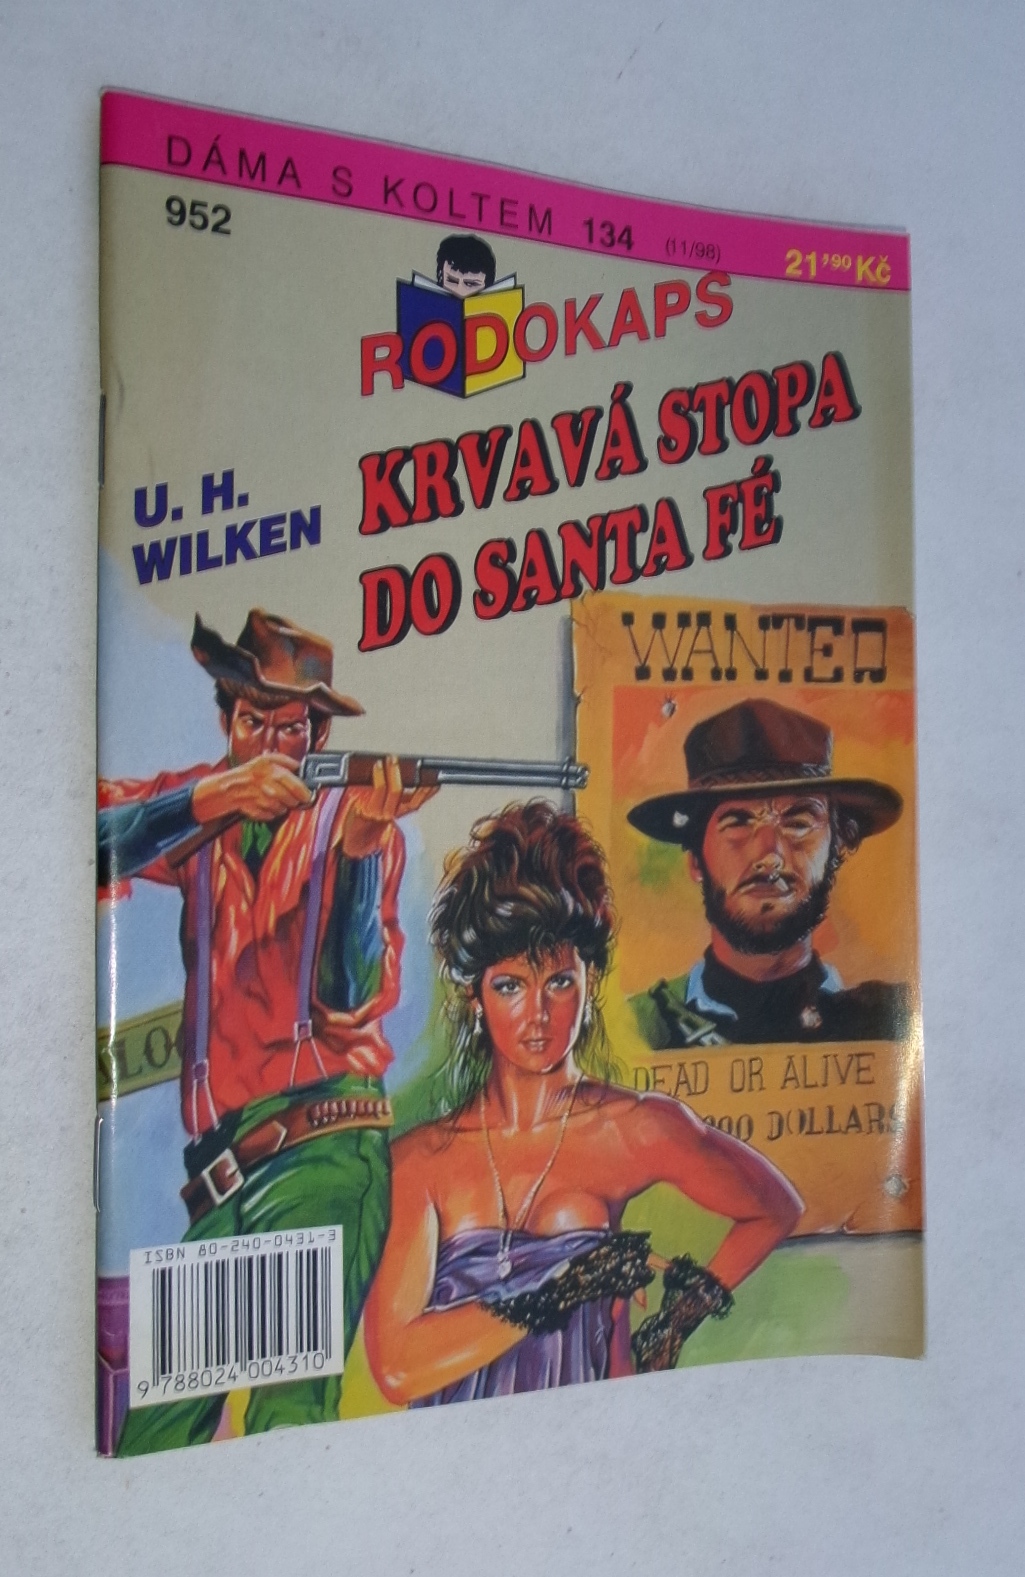 DÁMA S KOLTEM 134 (11/98)
21,90 Kč
952
RODOKAPS
KRVAVÁ STOPA
DO SANTA FÉ
U. H.
WILKEN
WANTED
DEAD OR ALIVE
000 DOLLARS
ISBN 80-240-0431-3
9 788024 004310